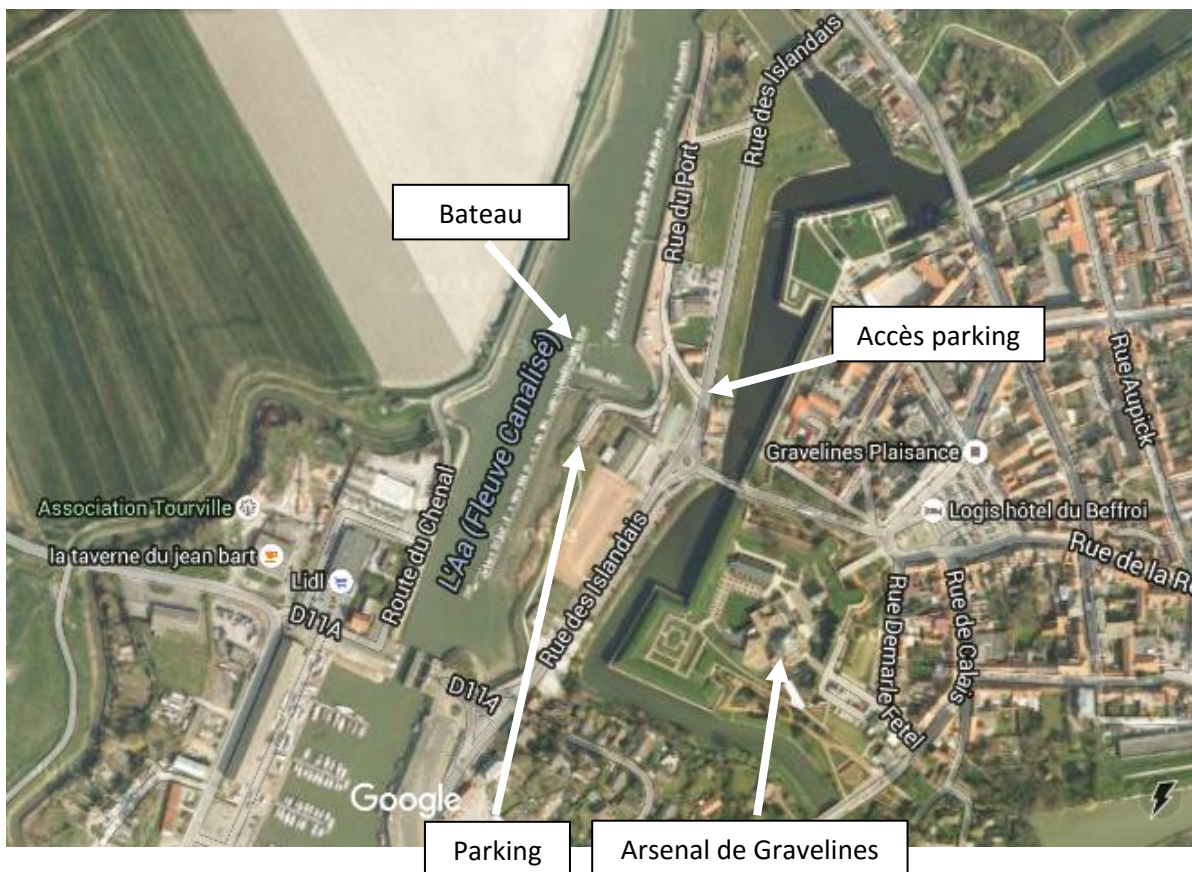 Rue des Islandais
Rue du Port
Bateau
Accès parking
L'Aa (Fleuve Canalisé)
Rue Aupick
Gravelines Plaisance
Association Tourville
Logis hôtel du Beffroi
la taverne du jean bart
Route du Chenal
Lidl
Rue de la R
D11A
Rue des Islandais
Rue Demarle Fetel
Rue de Calais
D11A
Google
Parking
Arsenal de Gravelines